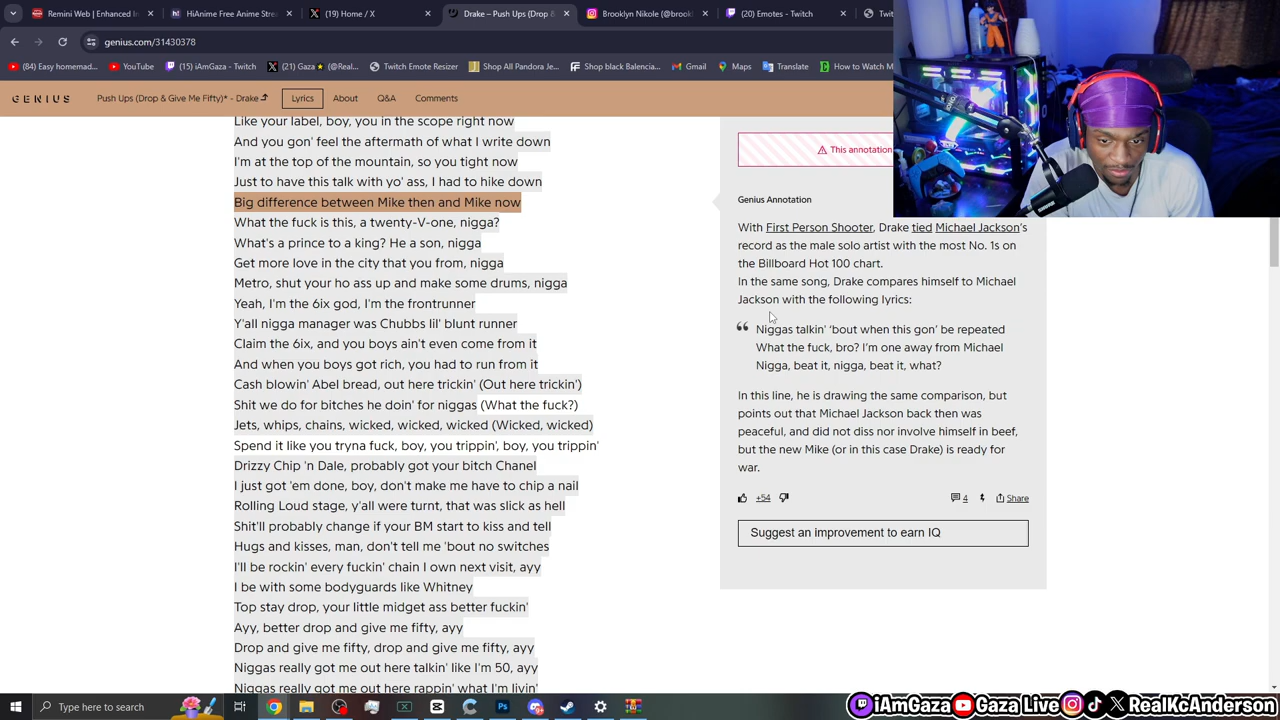 Remini Web | Enhanced I
HiAnime Free Anime Stre
(19) Home / X
Drake – Push Ups (Drop &
Brooklyn Nikole (@brook
(20) Emotes - Twitch
Twi
genius.com/31430378
(84) Easy homemad...
YouTube
(15) iAmGaza - Twitch
(21) Gaza ★ (@Real...
Twitch Emote Resizer
Shop All Pandora Je...
Shop black Balencia...
Gmail
Maps
Translate
How to Watch M
GENIUS
Push Ups (Drop & Give Me Fifty)* - Drake
Lyrics
About
Q&A
Comments
Like your label, boy, you in the scope right now
And you gon' feel the aftermath of what I write down
I'm at the top of the mountain, so you tight now
Just to have this talk with yo' ass, I had to hike down
Big difference between Mike then and Mike now
What the fuck is this, a twenty-V-one, nigga?
What's a prince to a king? He a son, nigga
Get more love in the city that you from, nigga
Metro, shut your ho ass up and make some drums, nigga
Yeah, I'm the 6ix god, I'm the frontrunner
Y'all nigga manager was Chubbs lil' blunt runner
Claim the 6ix, and you boys ain't even come from it
And when you boys got rich, you had to run from it
Cash blowin' Abel bread, out here trickin' (Out here trickin')
Shit we do for bitches he doin' for niggas (What the fuck?)
Jets, whips, chains, wicked, wicked, wicked (Wicked, wicked)
Spend it like you tryna fuck, boy, you trippin', boy, you trippin'
Drizzy Chip 'n Dale, probably got your bitch Chanel
I just got 'em done, boy, don't make me have to chip a nail
Rolling Loud stage, y'all were turnt, that was slick as hell
Shit'll probably change if your BM start to kiss and tell
Hugs and kisses, man, don't tell me 'bout no switches
I'll be rockin' every fuckin' chain I own next visit, ayy
I be with some bodyguards like Whitney
Top stay drop, your little midget ass better fuckin'
Ayy, better drop and give me fifty, ayy
Drop and give me fifty, drop and give me fifty, ayy
Niggas really got me out here talkin' like I'm 50, ayy
Niggas really got me out here rappin' what I'm livin'
This annotation
Genius Annotation
With First Person Shooter, Drake tied Michael Jackson's
record as the male solo artist with the most No. 1s on
the Billboard Hot 100 chart.
In the same song, Drake compares himself to Michael
Jackson with the following lyrics:
“ Niggas talkin' 'bout when this gon' be repeated
What the fuck, bro? I'm one away from Michael
Nigga, beat it, nigga, beat it, what?
In this line, he is drawing the same comparison, but
points out that Michael Jackson back then was
peaceful, and did not diss nor involve himself in beef,
but the new Mike (or in this case Drake) is ready for
war.
+54
4
Share
Suggest an improvement to earn IQ
Type here to search
iAmGaza Gaza Live RealKcAnderson